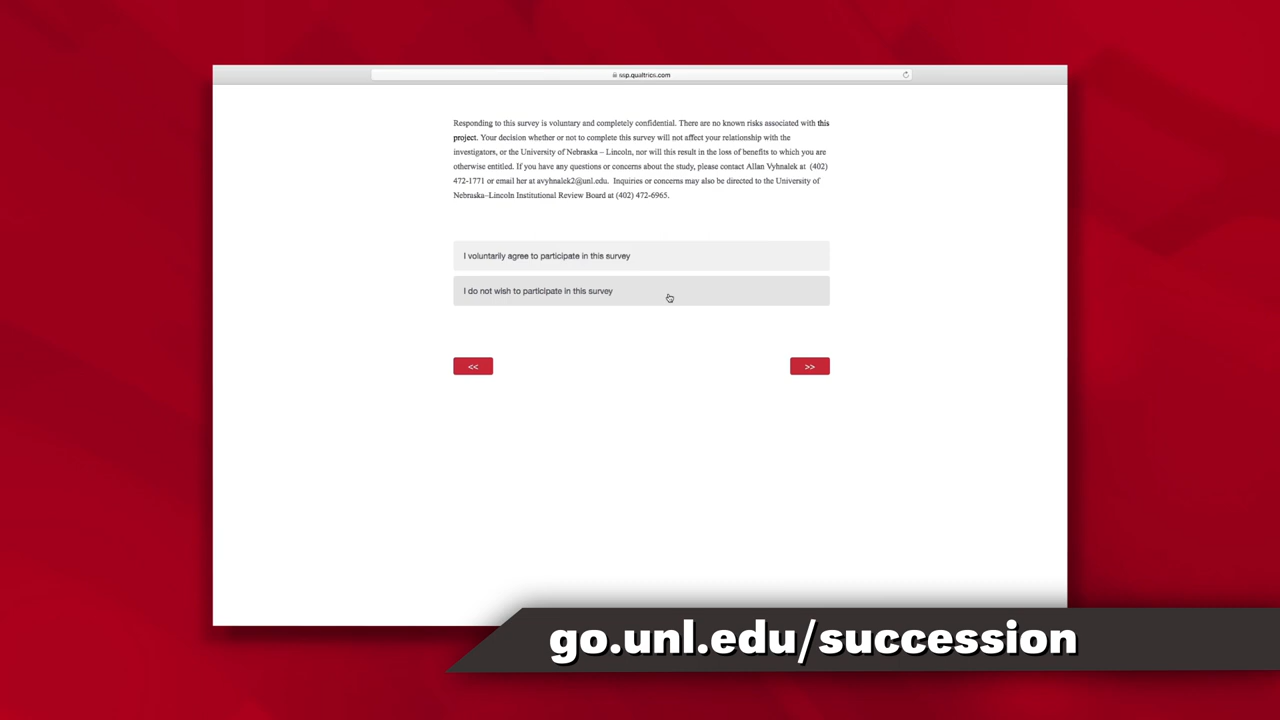 ssp.qualtrics.com
Responding to this survey is voluntary and completely confidential. There are no known risks associated with this
project. Your decision whether or not to complete this survey will not affect your relationship with the
investigators, or the University of Nebraska – Lincoln, nor will this result in the loss of benefits to which you are
otherwise entitled. If you have any questions or concerns about the study, please contact Allan Vyhnalek at (402)
472-1771 or email her at avyhnalek2@unl.edu. Inquiries or concerns may also be directed to the University of
Nebraska–Lincoln Institutional Review Board at (402) 472-6965.
I voluntarily agree to participate in this survey
I do not wish to participate in this survey
<< >>
go.unl.edu/succession